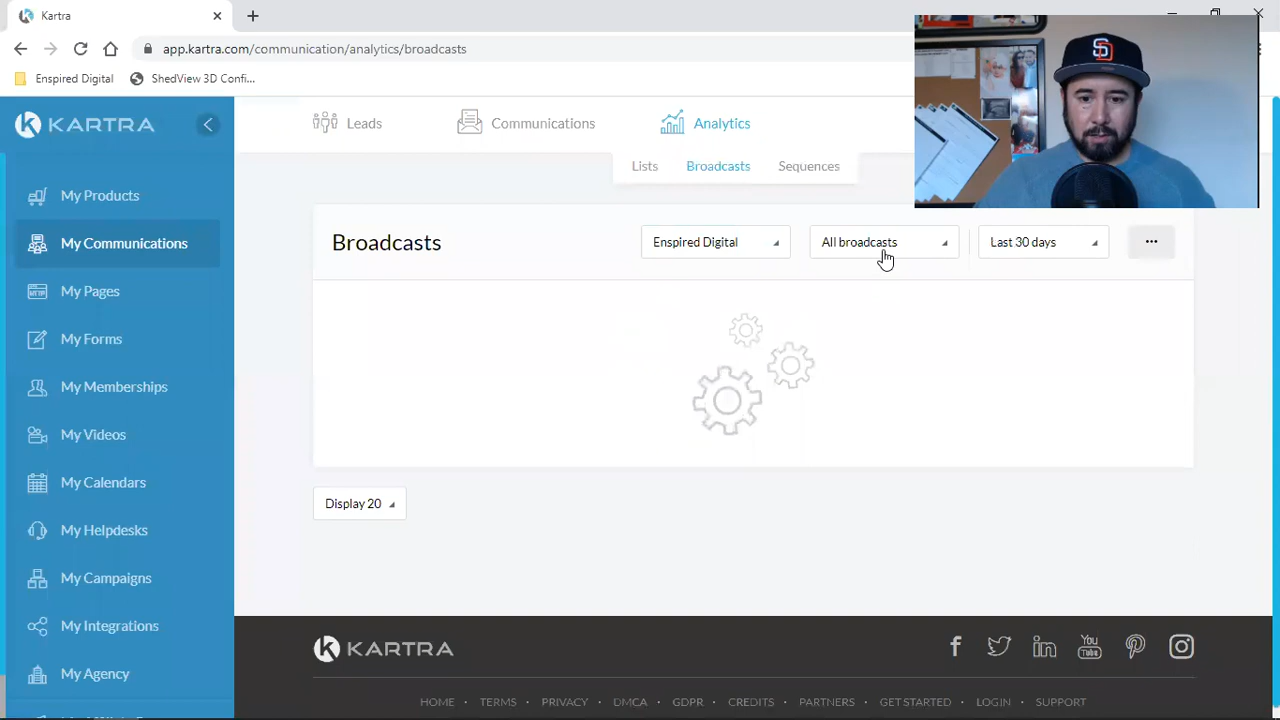 Kartra
app.kartra.com/communication/analytics/broadcasts
Enspired Digital
ShedView 3D Confi...
KARTRA
Leads
Communications
Analytics
Lists
Broadcasts
Sequences
My Products
My Communications
My Pages
My Forms
My Memberships
My Videos
My Calendars
My Helpdesks
My Campaigns
My Integrations
My Agency
Broadcasts
Enspired Digital
All broadcasts
Last 30 days
...
Display 20
KARTRA
You
Tube
HOME
TERMS
PRIVACY
DMCA
GDPR
CREDITS
PARTNERS
GET STARTED
LOGIN
SUPPORT